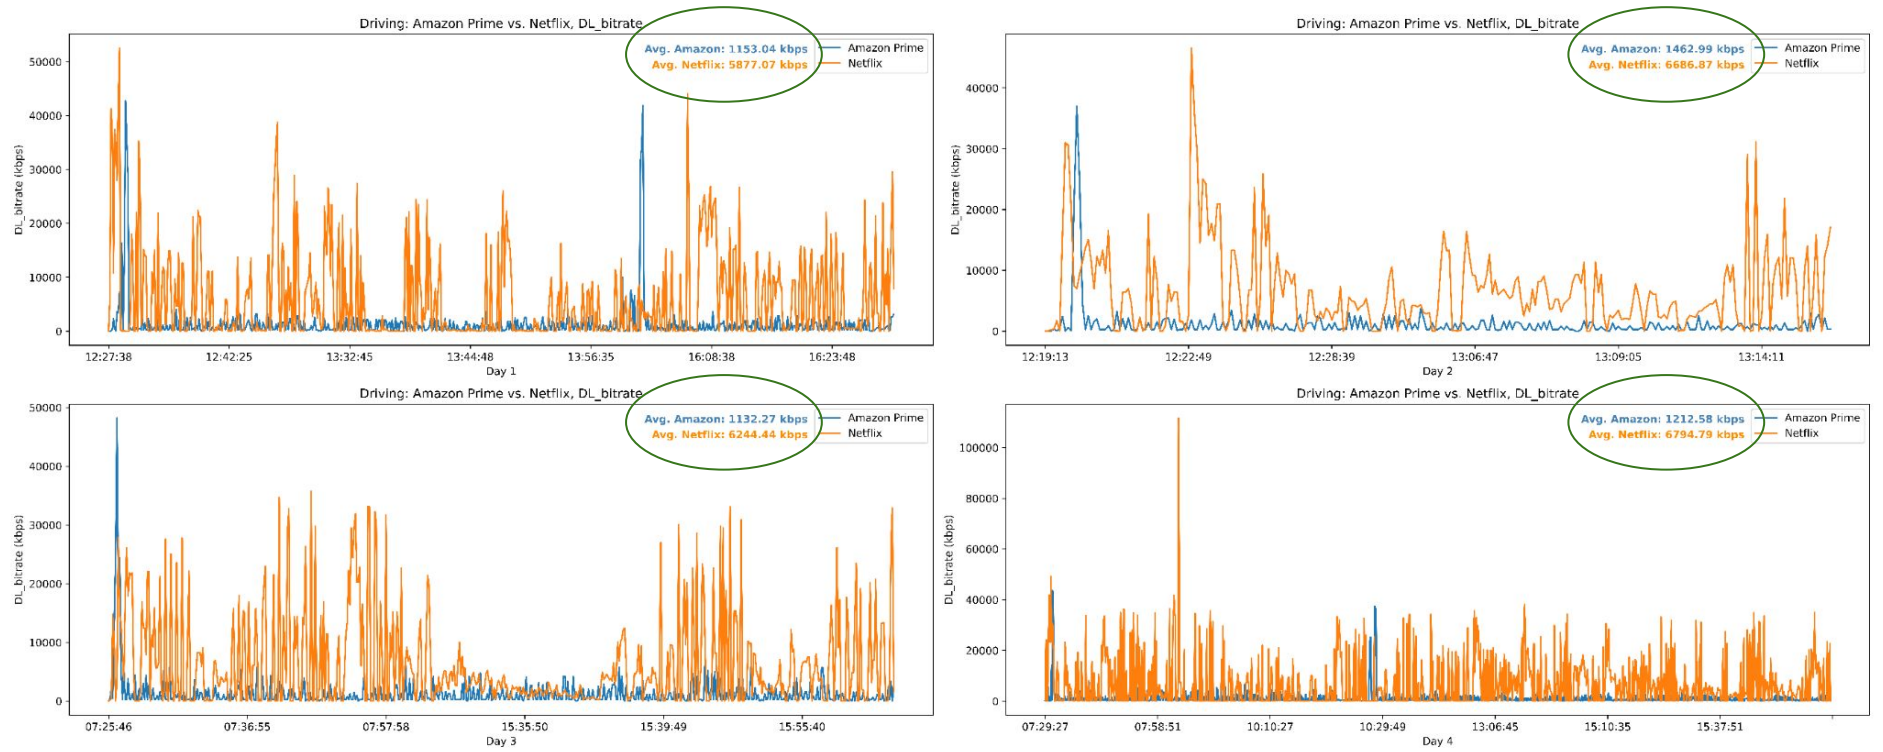 Driving: Amazon Prime vs. Netflix, DL_bitrate
Avg. Amazon: 1153.04 kbps
Avg. Netflix: 5877.07 kbps
Amazon Prime
Netflix
DL_bitrate (kbps)
50000
40000
30000
20000
10000
0
12:27:38
12:42:25
13:32:45
13:44:48
13:56:35
16:08:38
16:23:48
Day 1
Driving: Amazon Prime vs. Netflix, DL_bitrate
Avg. Amazon: 1462.99 kbps
Avg. Netflix: 6686.87 kbps
Amazon Prime
Netflix
DL_bitrate (kbps)
40000
30000
20000
10000
0
12:19:13
12:22:49
12:28:39
13:06:47
13:09:05
13:14:11
Day 2
Driving: Amazon Prime vs. Netflix, DL_bitrate
Avg. Amazon: 1132.27 kbps
Avg. Netflix: 6244.44 kbps
Amazon Prime
Netflix
DL_bitrate (kbps)
50000
40000
30000
20000
10000
0
07:25:46
07:36:55
07:57:58
15:35:50
15:39:49
15:55:40
Day 3
Driving: Amazon Prime vs. Netflix, DL_bitrate
Avg. Amazon: 1212.58 kbps
Avg. Netflix: 6794.79 kbps
Amazon Prime
Netflix
DL_bitrate (kbps)
100000
80000
60000
40000
20000
0
07:29:27
07:58:51
10:10:27
10:29:49
13:06:45
15:10:35
15:37:51
Day 4